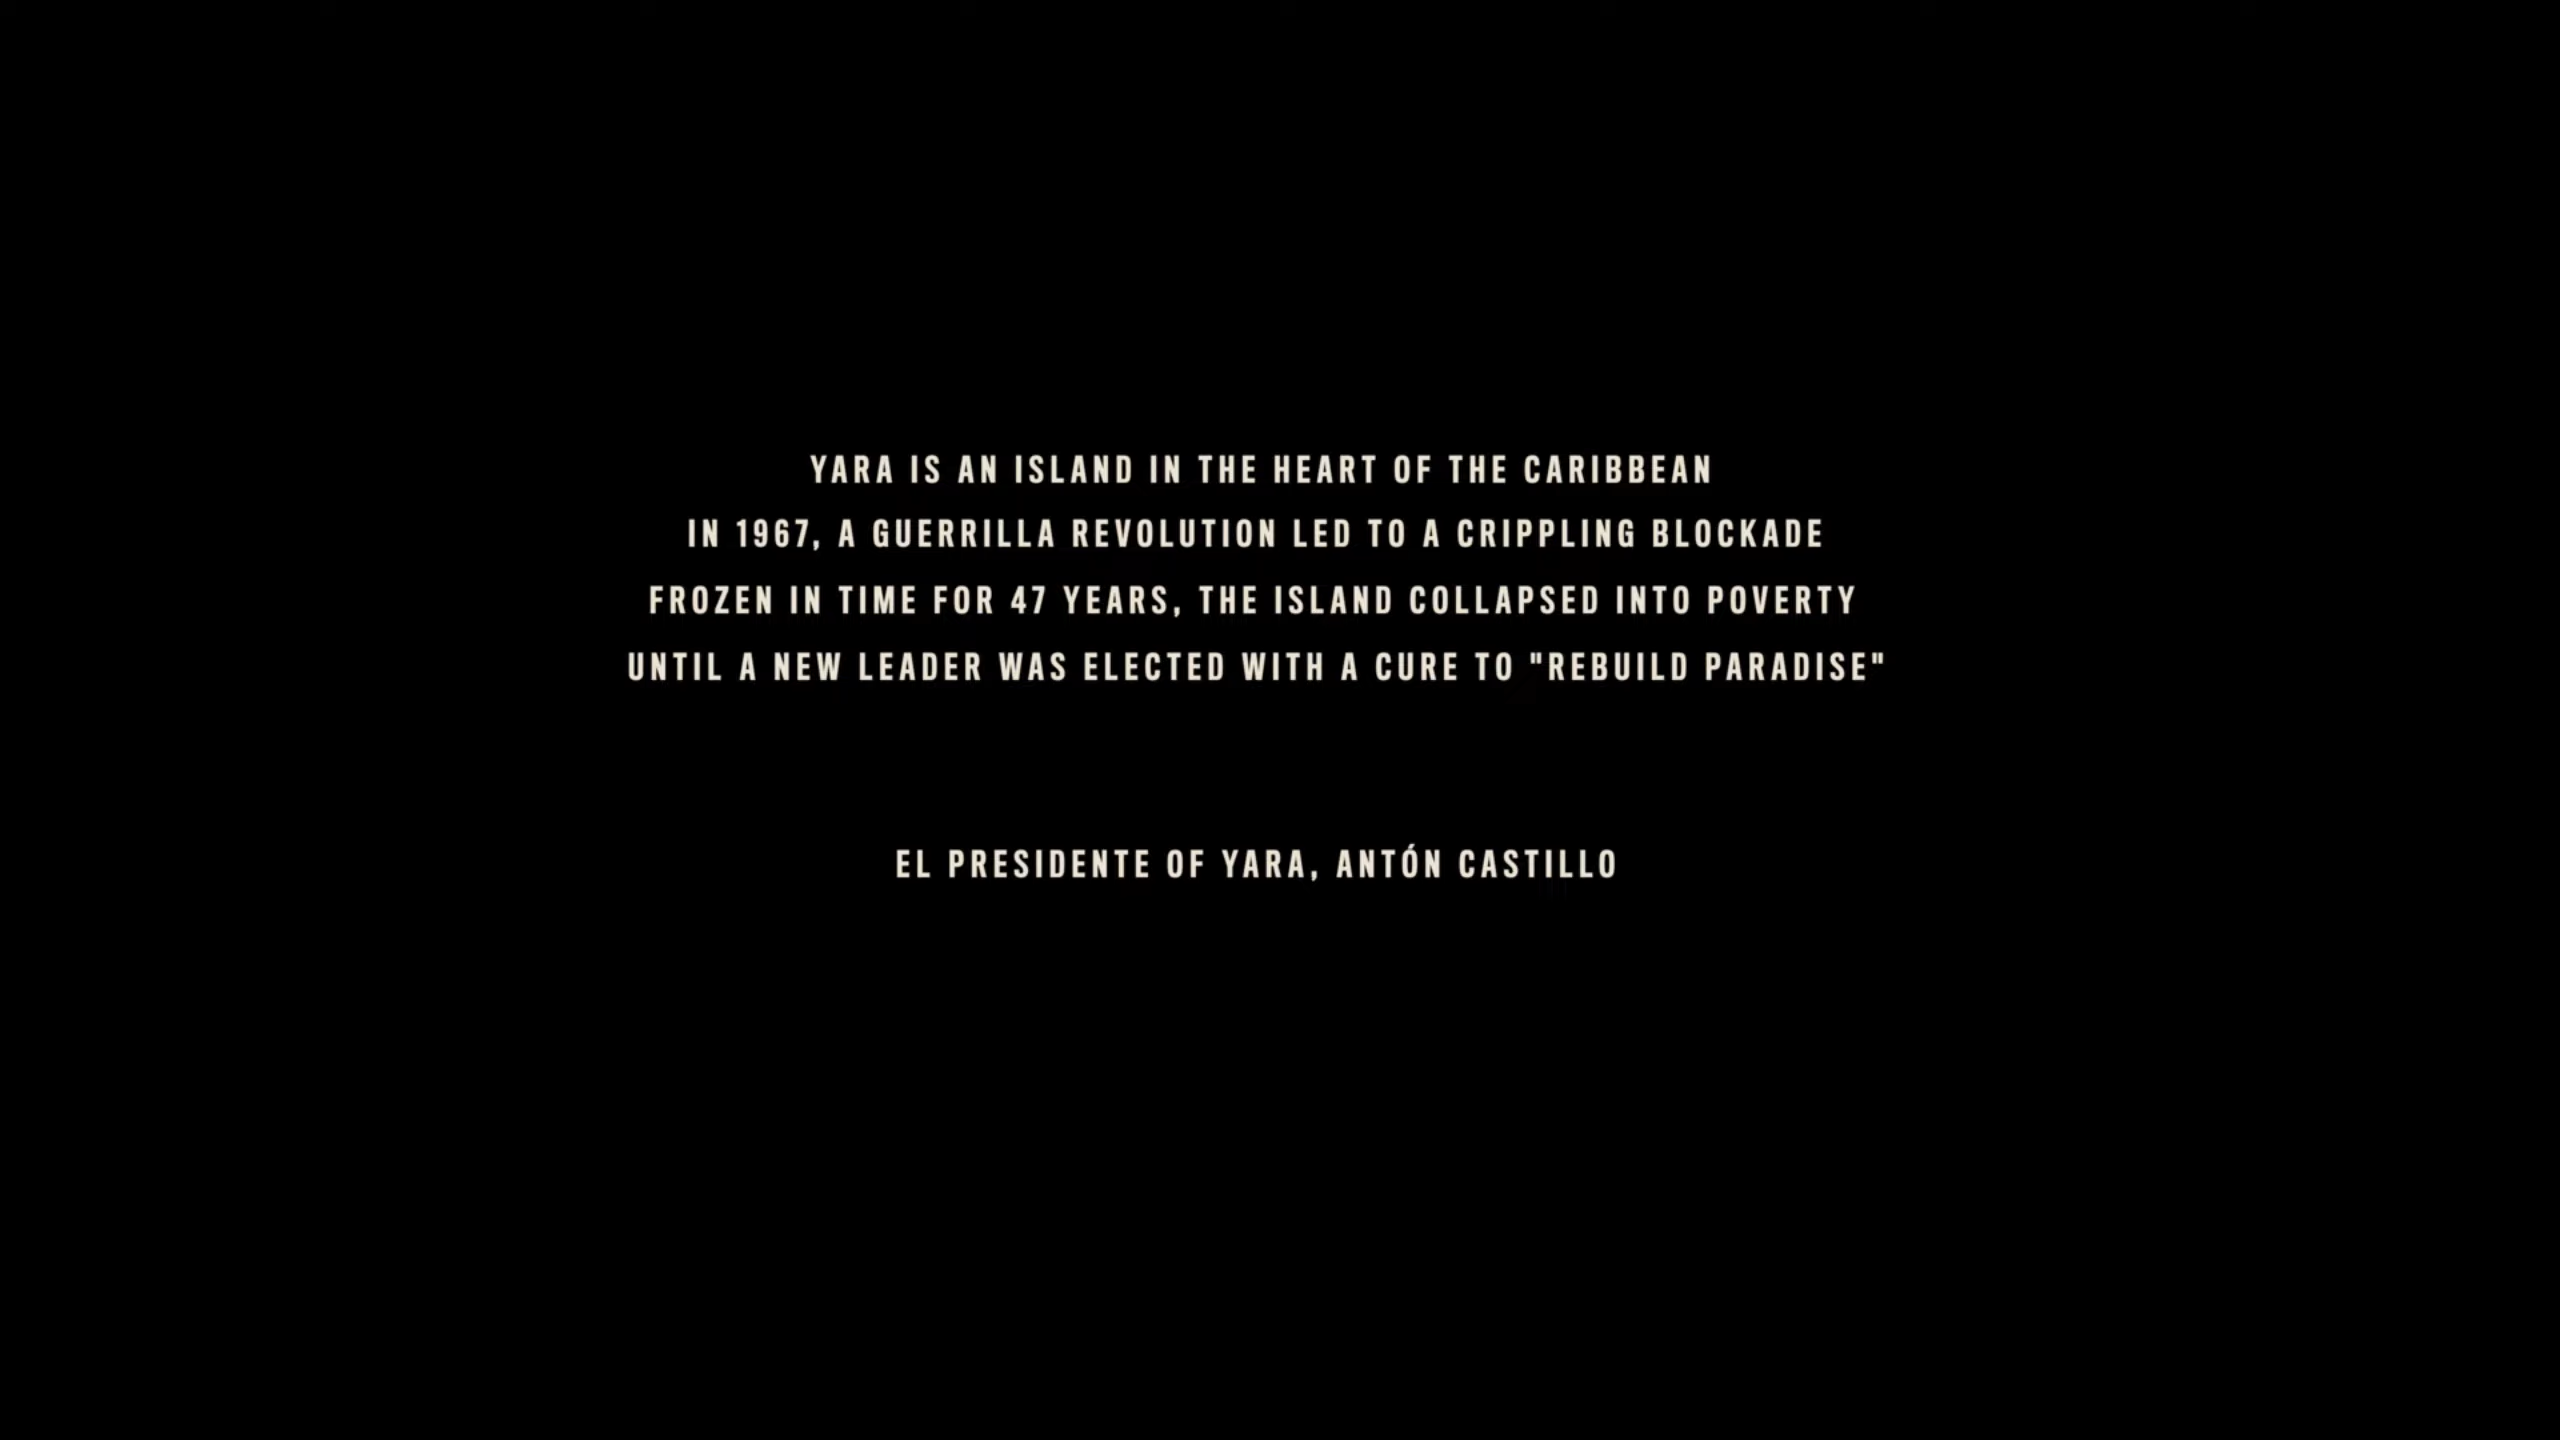 YARA IS AN ISLAND IN THE HEART OF THE CARIBBEAN
IN 1967, A GUERRILLA REVOLUTION LED TO A CRIPPLING BLOCKADE
FROZEN IN TIME FOR 47 YEARS, THE ISLAND COLLAPSED INTO POVERTY
UNTIL A NEW LEADER WAS ELECTED WITH A CURE TO "REBUILD PARADISE"
EL PRESIDENTE OF YARA, ANTÓN CASTILLO